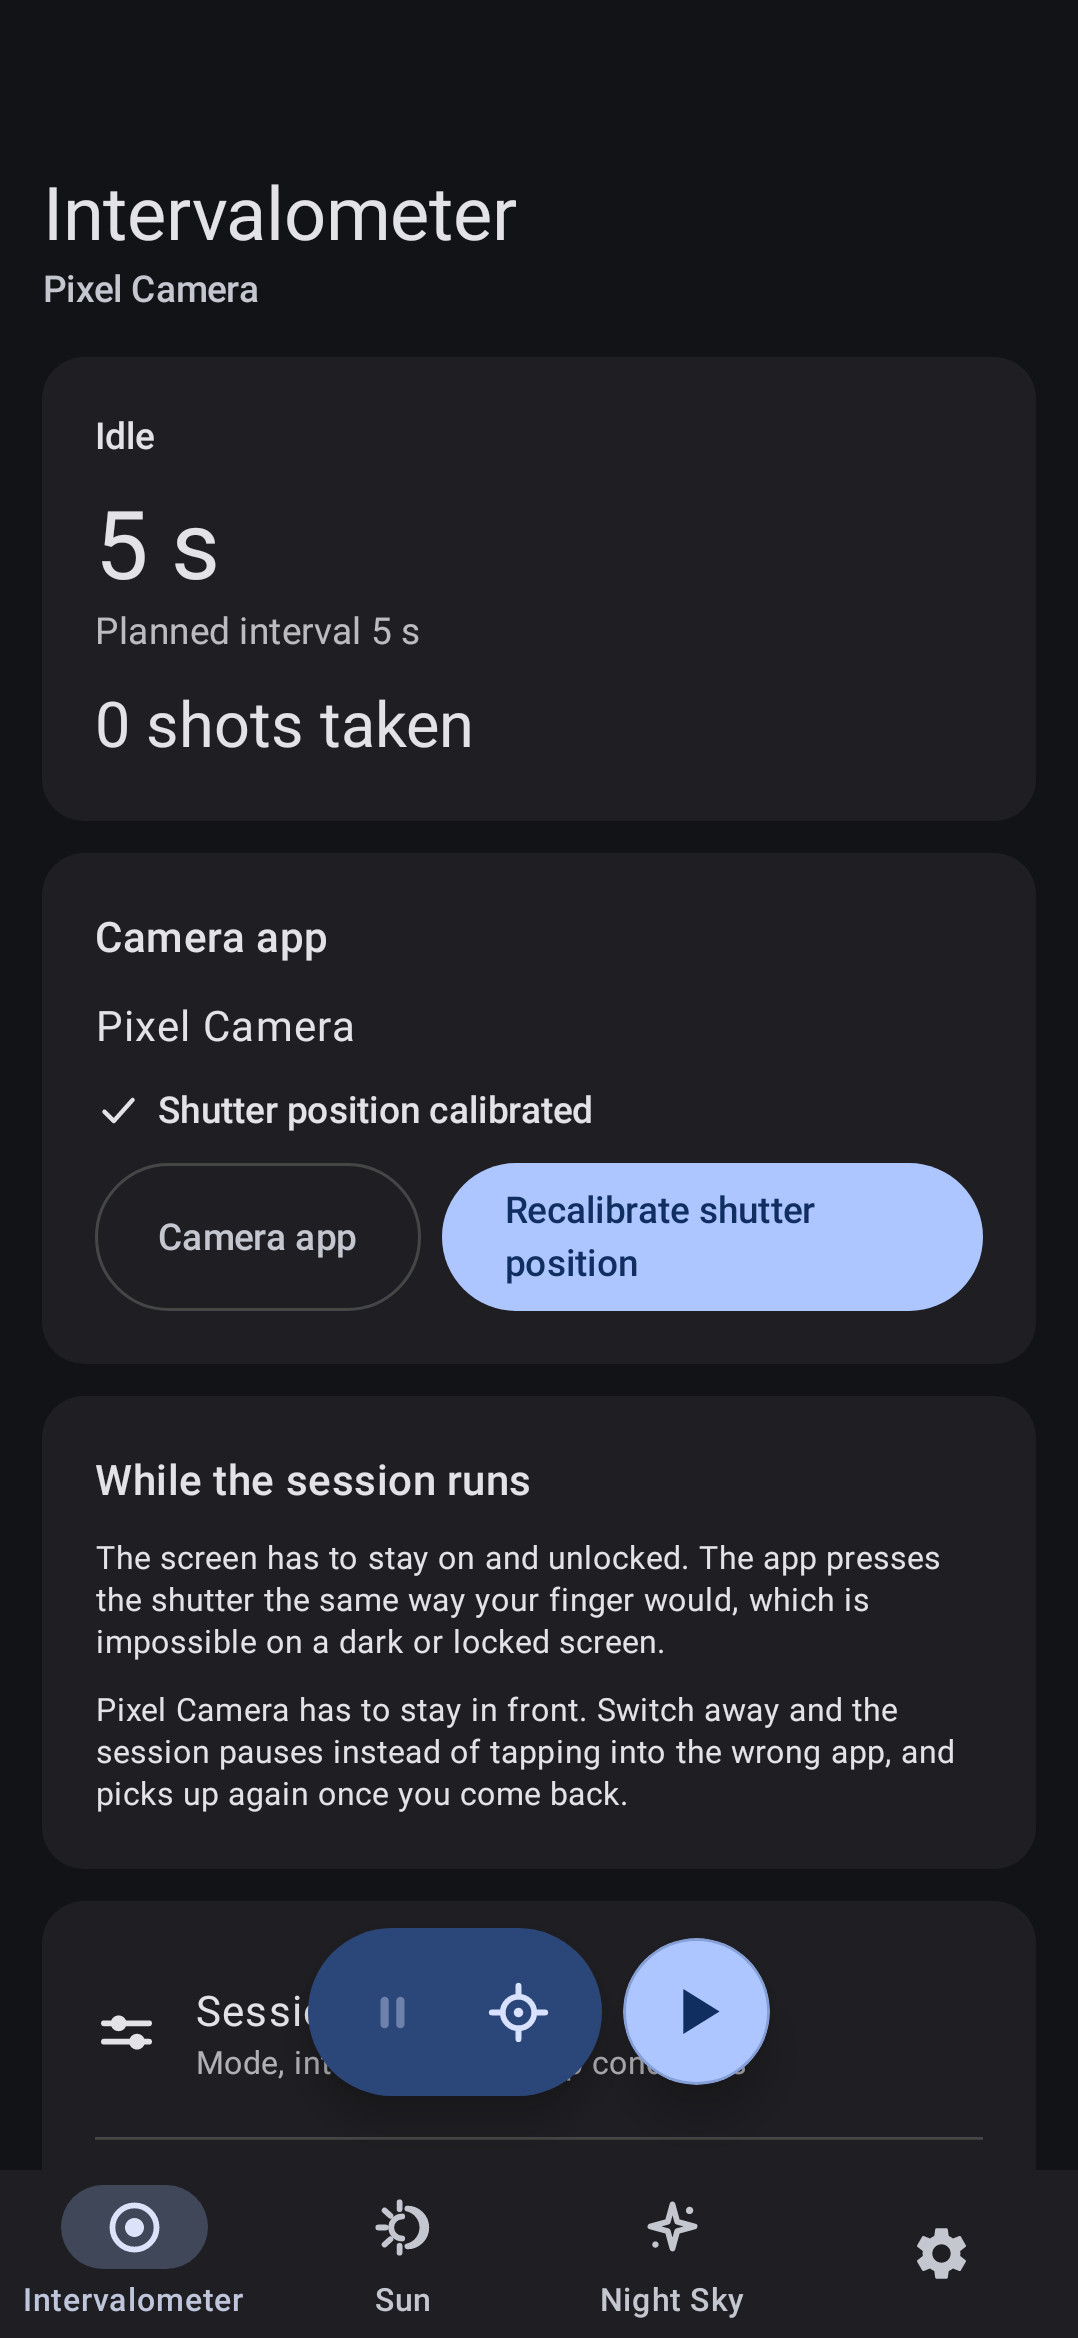 Intervalometer
Pixel Camera
Idle
5 s
Planned interval 5 s
0 shots taken
Camera app
Pixel Camera
Shutter position calibrated
Camera app
Recalibrate shutter
position
While the session runs
The screen has to stay on and unlocked. The app presses
the shutter the same way your finger would, which is
impossible on a dark or locked screen.
Pixel Camera has to stay in front. Switch away and the
session pauses instead of tapping into the wrong app, and
picks up again once you come back.
Mode,
Intervalometer
Sun
Night Sky